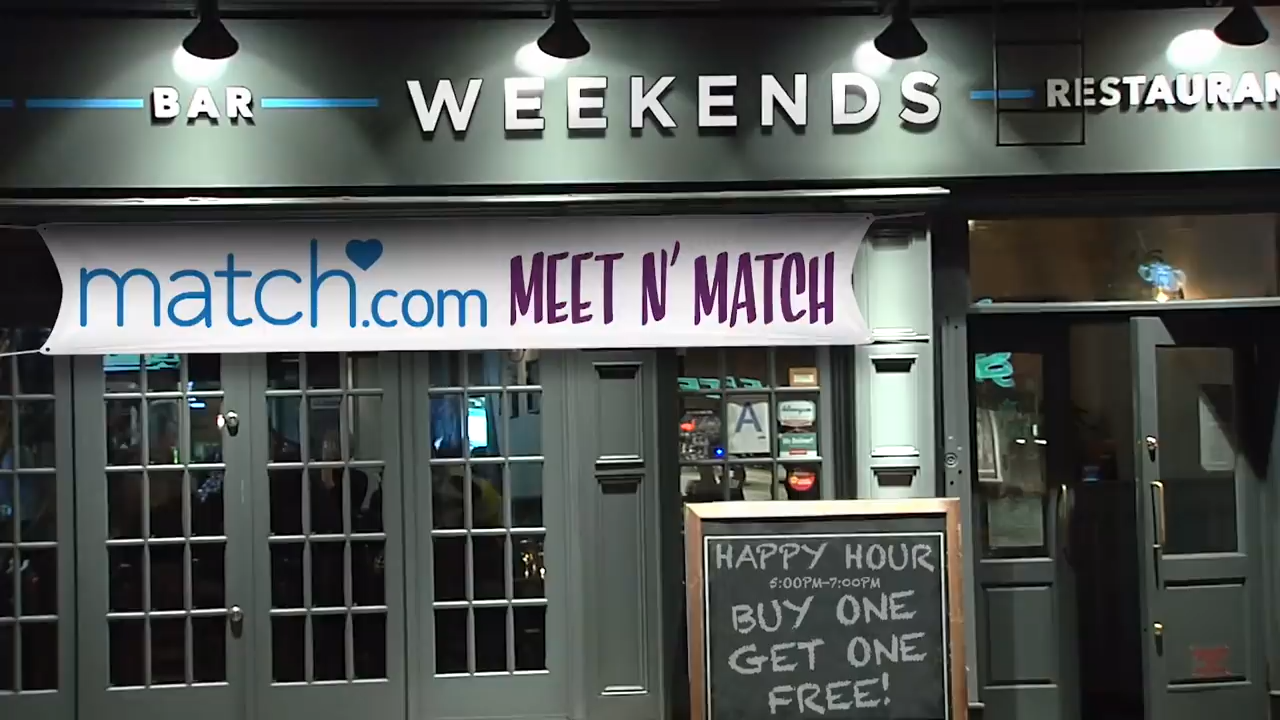 BAR
WEEKENDS
RESTAURAN
match.com MEET N' MATCH
A
HAPPY HOUR
5:00PM-7:00PM
BUY ONE
GET ONE
FREE!